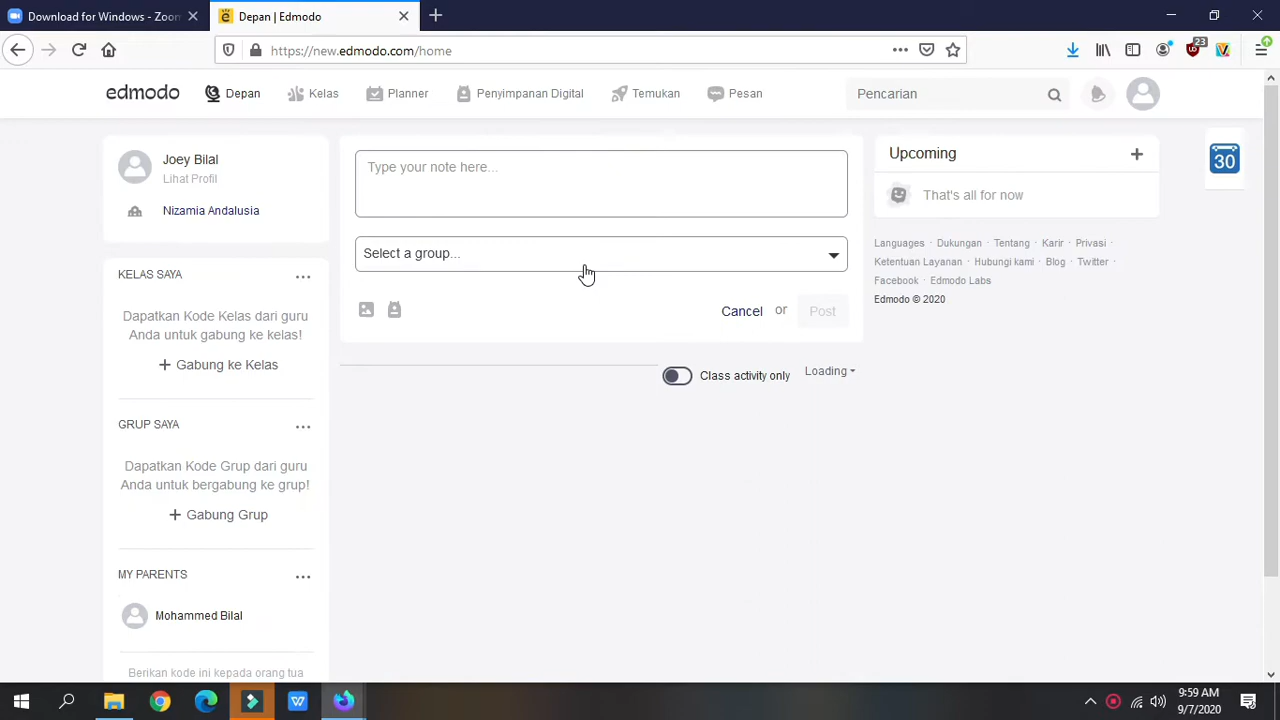 Download for Windows - Zoom
Depan | Edmodo
https://new.edmodo.com/home
23
edmodo
Depan
Kelas
Planner
Penyimpanan Digital
Temukan
Pesan
Pencarian
Joey Bilal
Lihat Profil
Nizamia Andalusia
KELAS SAYA
Dapatkan Kode Kelas dari guru
Anda untuk gabung ke kelas!
+ Gabung ke Kelas
GRUP SAYA
Dapatkan Kode Grup dari guru
Anda untuk bergabung ke grup!
+ Gabung Grup
MY PARENTS
Mohammed Bilal
Berikan kode ini kepada orang tua
Type your note here...
Select a group...
Cancel or Post
Class activity only
Loading
Upcoming
That's all for now
Languages · Dukungan · Tentang · Karir · Privasi ·
Ketentuan Layanan · Hubungi kami · Blog · Twitter ·
Facebook · Edmodo Labs
Edmodo © 2020
30
9:59 AM
9/7/2020